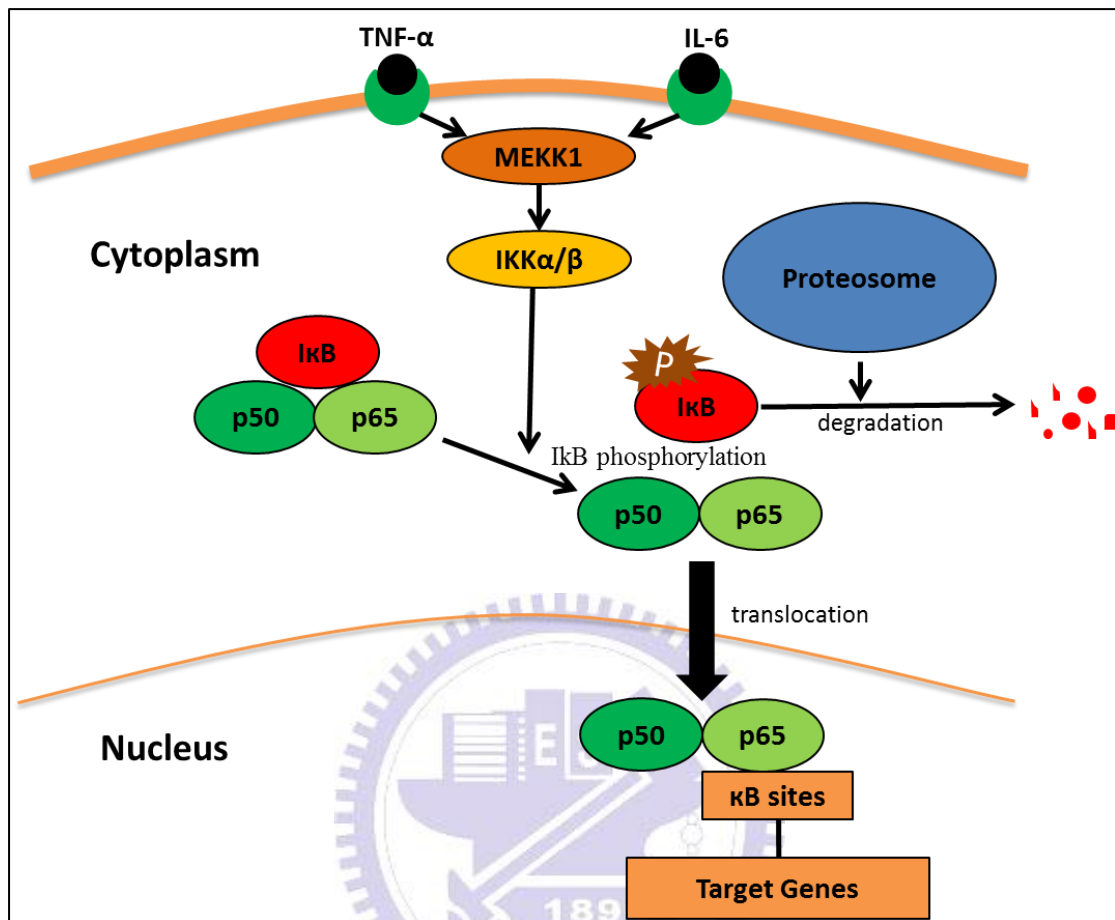 TNF-α
IL-6
MEKK1
Cytoplasm
IKKα/β
Proteosome
IκB
p50
p65
P
IκB
degradation
IkB phosphorylation
p50
p65
translocation
Nucleus
p50
p65
κB sites
Target Genes
E
189